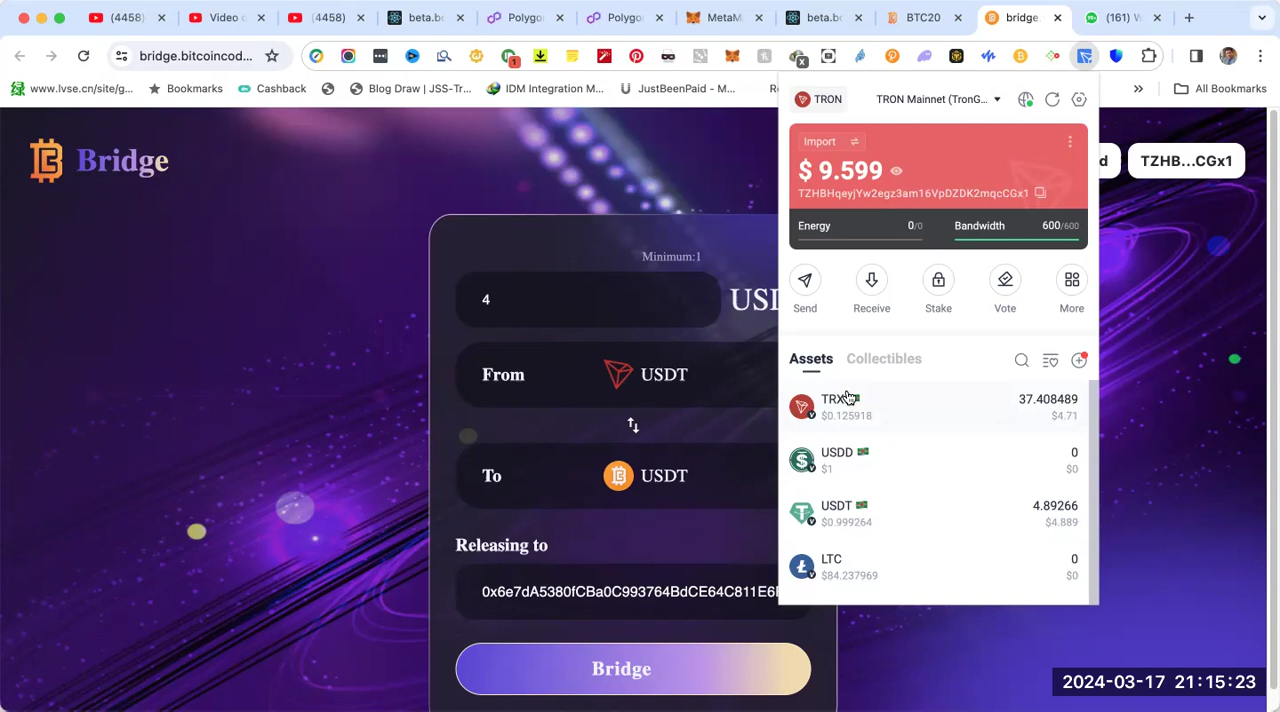 (4458)
Video c
(4458)
beta.bc
Polygon
Polygon
MetaM
beta.bc
BTC20
bridge.
(161) W
bridge.bitcoincod...
www.lvse.cn/site/g...
Bookmarks
Cashback
Blog Draw | JSS-Tr...
IDM Integration M...
JustBeenPaid - M...
»
All Bookmarks
Bridge
TZHB...CGx1
Minimum:1
4
From
USDT
To
USDT
Releasing to
0x6e7dA5380fCBa0C993764BdCE64C811E6
Bridge
TRON
TRON Mainnet (TronG...
Import
$ 9.599
TZHBHqeyjYw2egz3am16VpDZDK2mqcCGx1
Energy
0/0
Bandwidth
600/600
Send
Receive
Stake
Vote
More
Assets
Collectibles
TRX
37.408489
$0.125918
$4.71
USDD
0
$1
$0
USDT
4.89266
$0.999264
$4.889
LTC
0
$84.237969
$0
2024-03-17 21:15:23